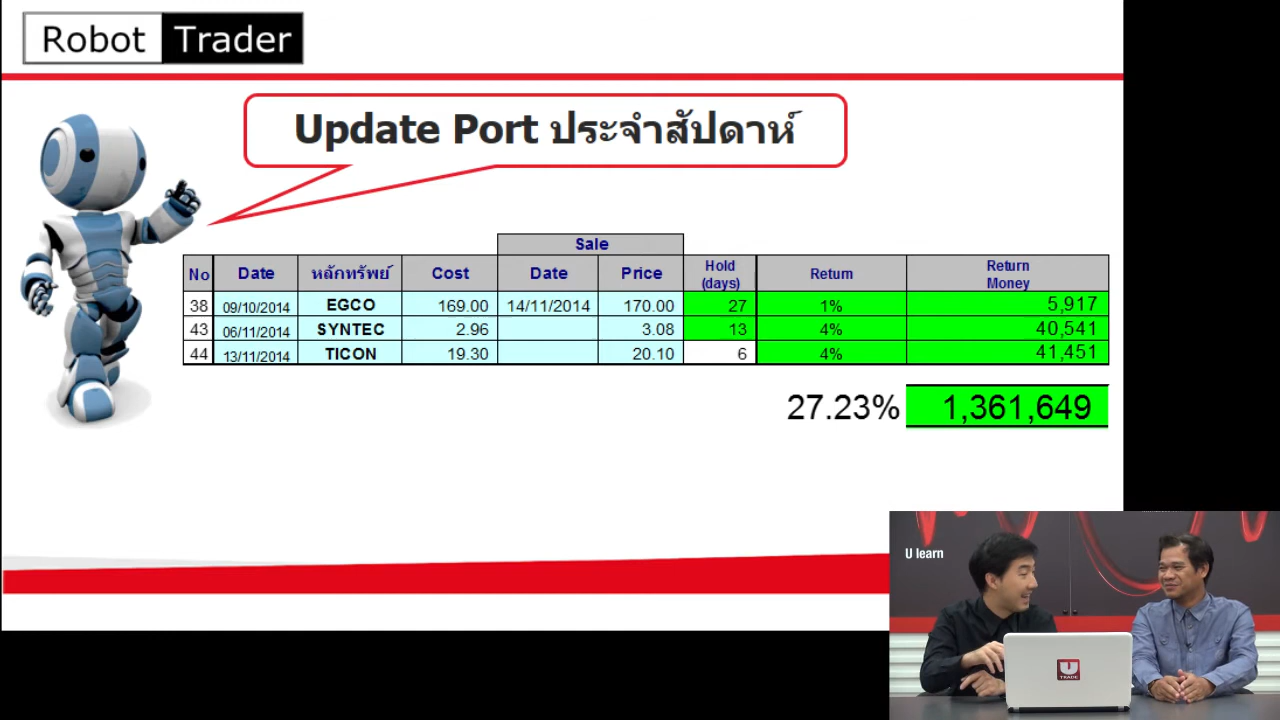 Robot Trader
Update Port ประจำสัปดาห์
Sale
No Date หลักทรัพย์ Cost Date Price Hold (days) Return Return Money
38 09/10/2014 EGCO 169.00 14/11/2014 170.00 27 1% 5,917
43 06/11/2014 SYNTEC 2.96 3.08 13 4% 40,541
44 13/11/2014 TICON 19.30 20.10 6 4% 41,451
27.23% 1,361,649
U learn
U
TRADE